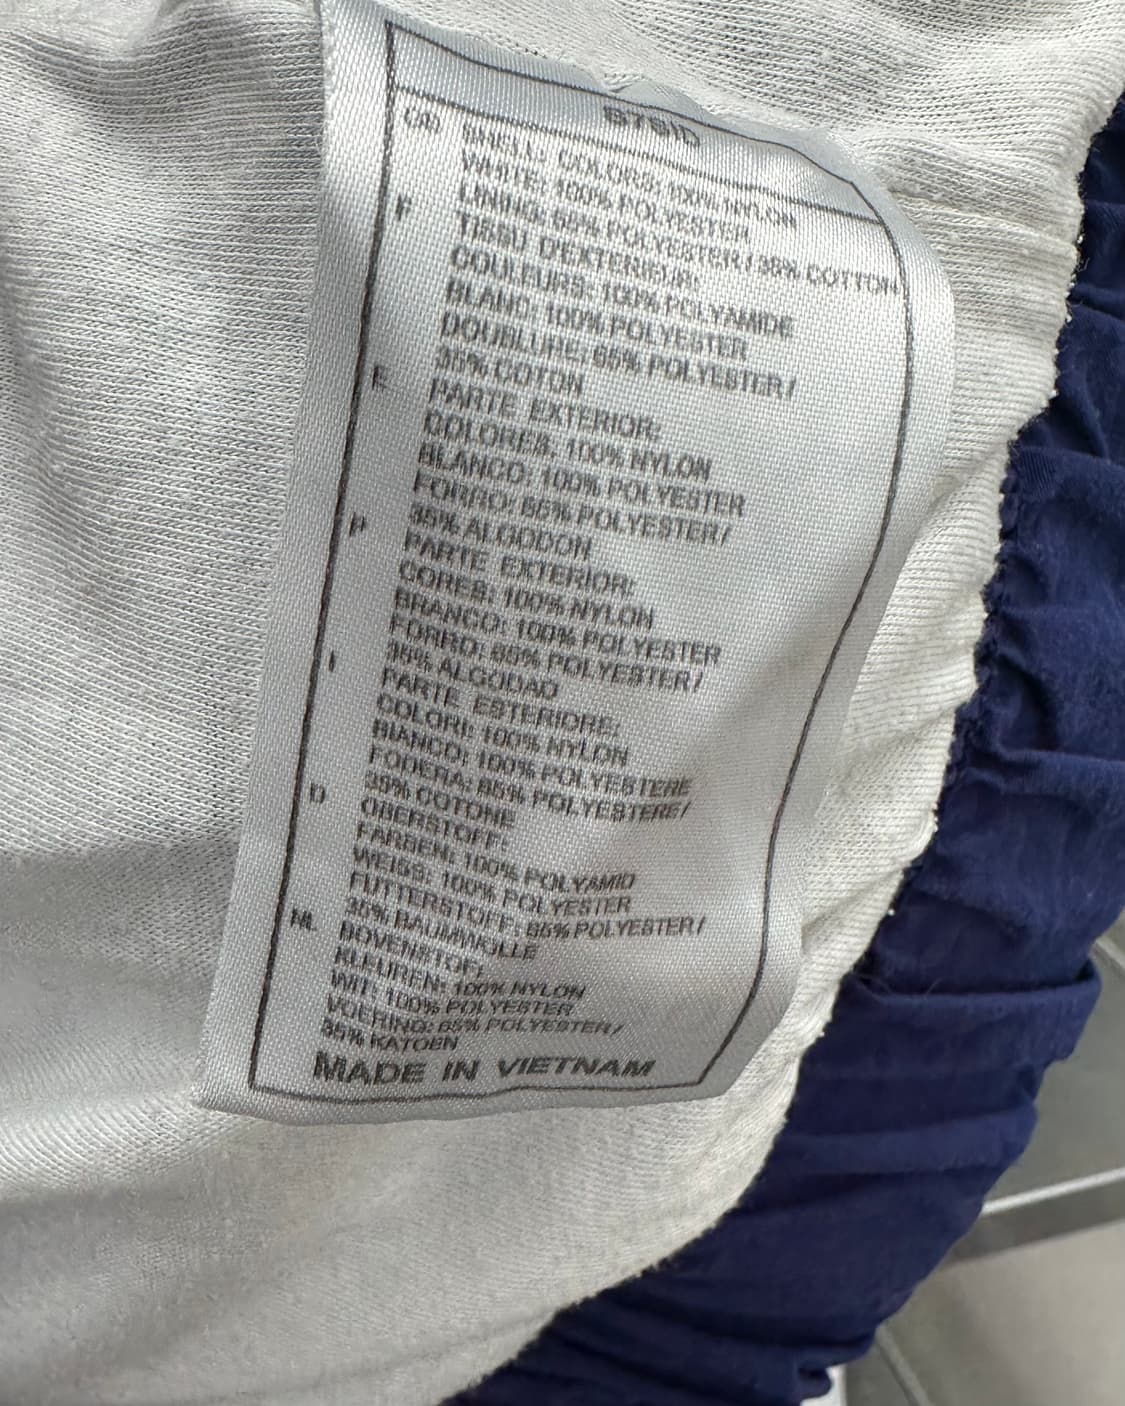 GB SHELL: COLORS: 100% NYLON
WHITE: 100% POLYESTER
LINING: 65% POLYESTER / 35% COTTON
F TISSU D'EXTERIEUR:
COULEURS: 100% POLYAMIDE
BLANC: 100% POLYESTER
DOUBLURE: 65% POLYESTER /
35% COTON
E PARTE EXTERIOR:
COLORES, 100% NYLON
BLANCO: 100% POLYESTER
FORRO: 65% POLYESTER /
35% ALGODON
P PARTE EXTERIOR:
CORES: 100% NYLON
BRANCO: 100% POLYESTER
FORRO: 65% POLYESTER /
35% ALGODAO
I PARTE ESTERIORE:
COLORI: 100% NYLON
BIANCO: 100% POLYESTERE
FODERA: 65% POLYESTERE /
35% COTONE
D OBERSTOFF:
FARBEN: 100% POLYAMID
WEISS: 100% POLYESTER
FUTTERSTOFF: 65% POLYESTER /
35% BAUMWOLLE
NL BOVENSTOF:
KLEUREN: 100% NYLON
WIT: 100% POLYESTER
VOERING: 65% POLYESTER /
35% KATOEN
MADE IN VIETNAM